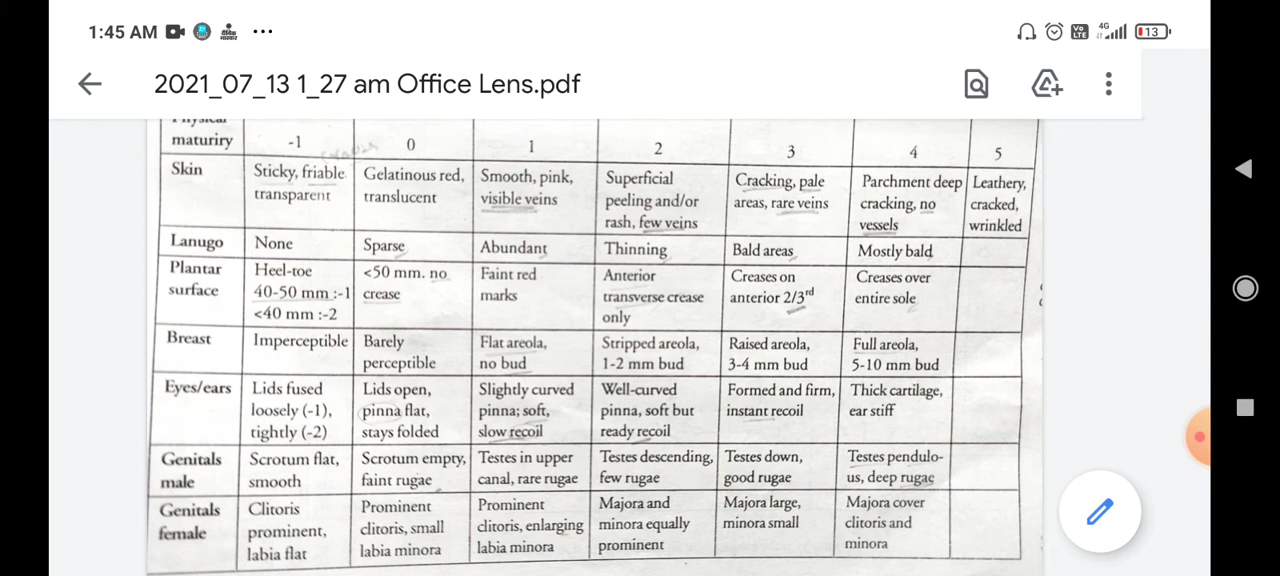 1:45 AM
4G
Vo
LTE
13
2021_07_13 1_27 am Office Lens.pdf
Physical
maturiry -1 0 1 2 3 4 5
Skin
Sticky, friable
transparent
Gelatinous red,
translucent
Smooth, pink,
visible veins
Superficial
peeling and/or
rash, few veins
Cracking, pale
areas, rare veins
Parchment deep
cracking, no
vessels
Leathery,
cracked,
wrinkled
Lanugo None Sparse Abundant Thinning Bald areas Mostly bald
Plantar
surface
Heel-toe
40-50 mm :-1
<40 mm :-2
<50 mm. no
crease
Faint red
marks
Anterior
transverse crease
only
Creases on
anterior 2/3rd
Creases over
entire sole
Breast
Imperceptible
Barely
perceptible
Flat areola,
no bud
Stripped areola,
1-2 mm bud
Raised areola,
3-4 mm bud
Full areola,
5-10 mm bud
Eyes/ears
Lids fused
loosely (-1),
tightly (-2)
Lids open,
pinna flat,
stays folded
Slightly curved
pinna; soft,
slow recoil
Well-curved
pinna, soft but
ready recoil
Formed and firm,
instant recoil
Thick cartilage,
ear stiff
Genitals
male
Scrotum flat,
smooth
Scrotum empty,
faint rugae
Testes in upper
canal, rare rugae
Testes descending,
few rugae
Testes down,
good rugae
Testes pendulo-
us, deep rugae
Genitals
female
Clitoris
prominent,
labia flat
Prominent
clitoris, small
labia minora
Prominent
clitoris, enlarging
labia minora
Majora and
minora equally
prominent
Majora large,
minora small
Majora cover
clitoris and
minora